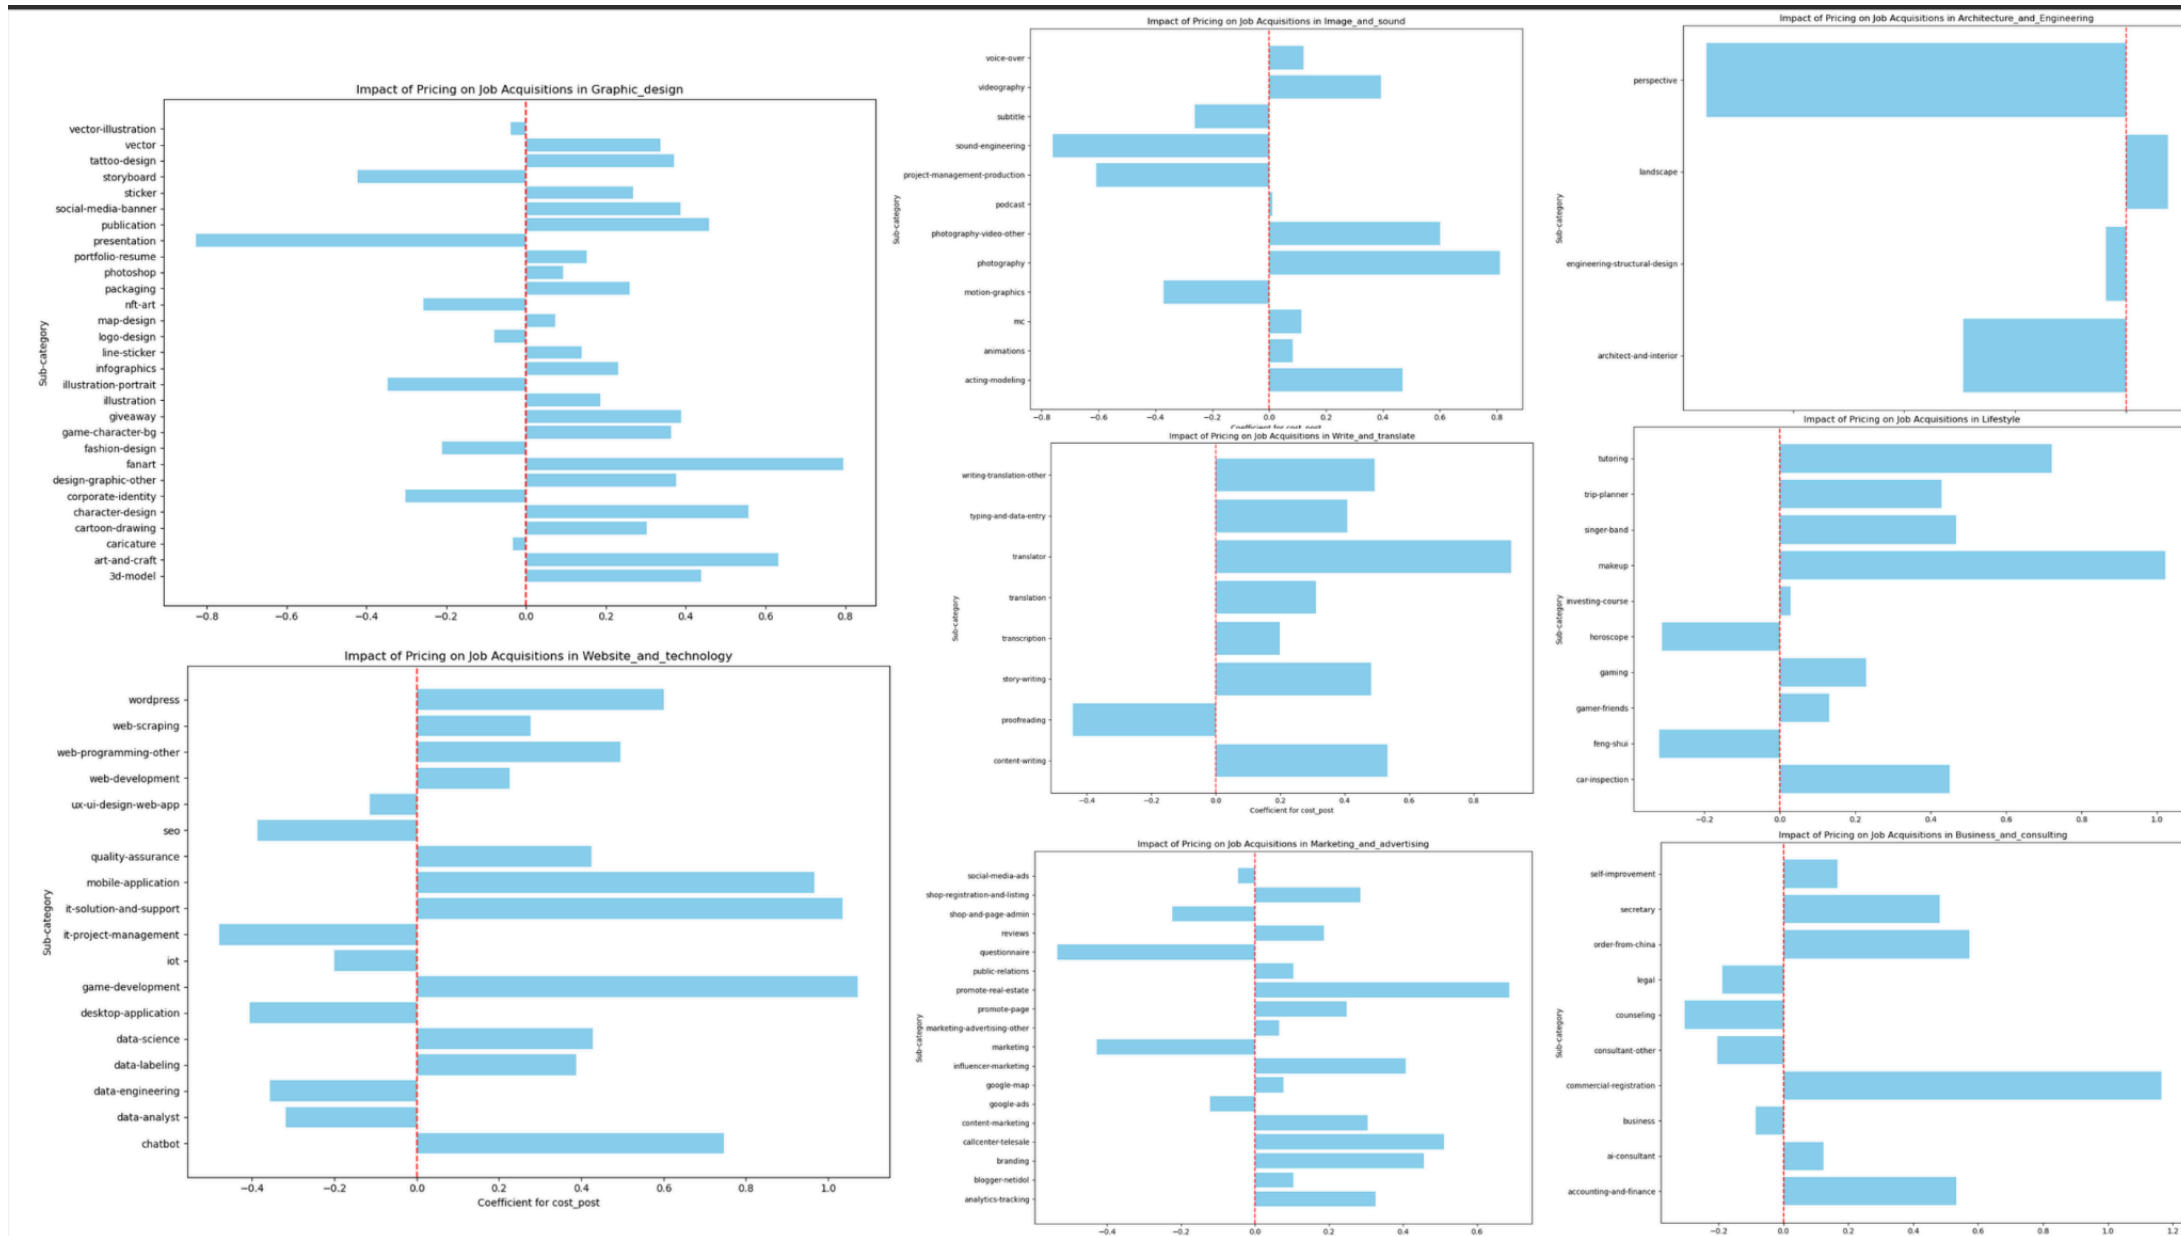 Impact of Pricing on Job Acquisitions in Graphic_design
Sub-category
vector-illustration
vector
tattoo-design
storyboard
sticker
social-media-banner
publication
presentation
portfolio-resume
photoshop
packaging
nft-art
map-design
logo-design
line-sticker
infographics
illustration-portrait
illustration
giveaway
game-character-bg
fashion-design
fanart
design-graphic-other
corporate-identity
character-design
cartoon-drawing
caricature
art-and-craft
3d-model
−0.8 −0.6 −0.4 −0.2 0.0 0.2 0.4 0.6 0.8
Impact of Pricing on Job Acquisitions in Website_and_technology
Sub-category
wordpress
web-scraping
web-programming-other
web-development
ux-ui-design-web-app
seo
quality-assurance
mobile-application
it-solution-and-support
it-project-management
iot
game-development
desktop-application
data-science
data-labeling
data-engineering
data-analyst
chatbot
−0.4 −0.2 0.0 0.2 0.4 0.6 0.8 1.0
Coefficient for cost_post
Impact of Pricing on Job Acquisitions in Image_and_sound
Sub-category
voice-over
videography
subtitle
sound-engineering
project-management-production
podcast
photography-video-other
photography
motion-graphics
mc
animations
acting-modeling
−0.8 −0.6 −0.4 −0.2 0.0 0.2 0.4 0.6 0.8
Coefficient for cost_post
Impact of Pricing on Job Acquisitions in Write_and_translate
Sub-category
writing-translation-other
typing-and-data-entry
translator
translation
transcription
story-writing
proofreading
content-writing
−0.4 −0.2 0.0 0.2 0.4 0.6 0.8
Coefficient for cost_post
Impact of Pricing on Job Acquisitions in Marketing_and_advertising
Sub-category
social-media-ads
shop-registration-and-listing
shop-and-page-admin
reviews
questionnaire
public-relations
promote-real-estate
promote-page
marketing-advertising-other
marketing
influencer-marketing
google-map
google-ads
content-marketing
callcenter-telesale
branding
blogger-netidol
analytics-tracking
−0.4 −0.2 0.0 0.2 0.4 0.6
Impact of Pricing on Job Acquisitions in Architecture_and_Engineering
Sub-category
perspective
landscape
engineering-structural-design
architect-and-interior
Impact of Pricing on Job Acquisitions in Lifestyle
Sub-category
tutoring
trip-planner
singer-band
makeup
investing-course
horoscope
gaming
gamer-friends
feng-shui
car-inspection
−0.2 0.0 0.2 0.4 0.6 0.8 1.0
Impact of Pricing on Job Acquisitions in Business_and_consulting
Sub-category
self-improvement
secretary
order-from-china
legal
counseling
consultant-other
commercial-registration
business
ai-consultant
accounting-and-finance
−0.2 0.0 0.2 0.4 0.6 0.8 1.0 1.2